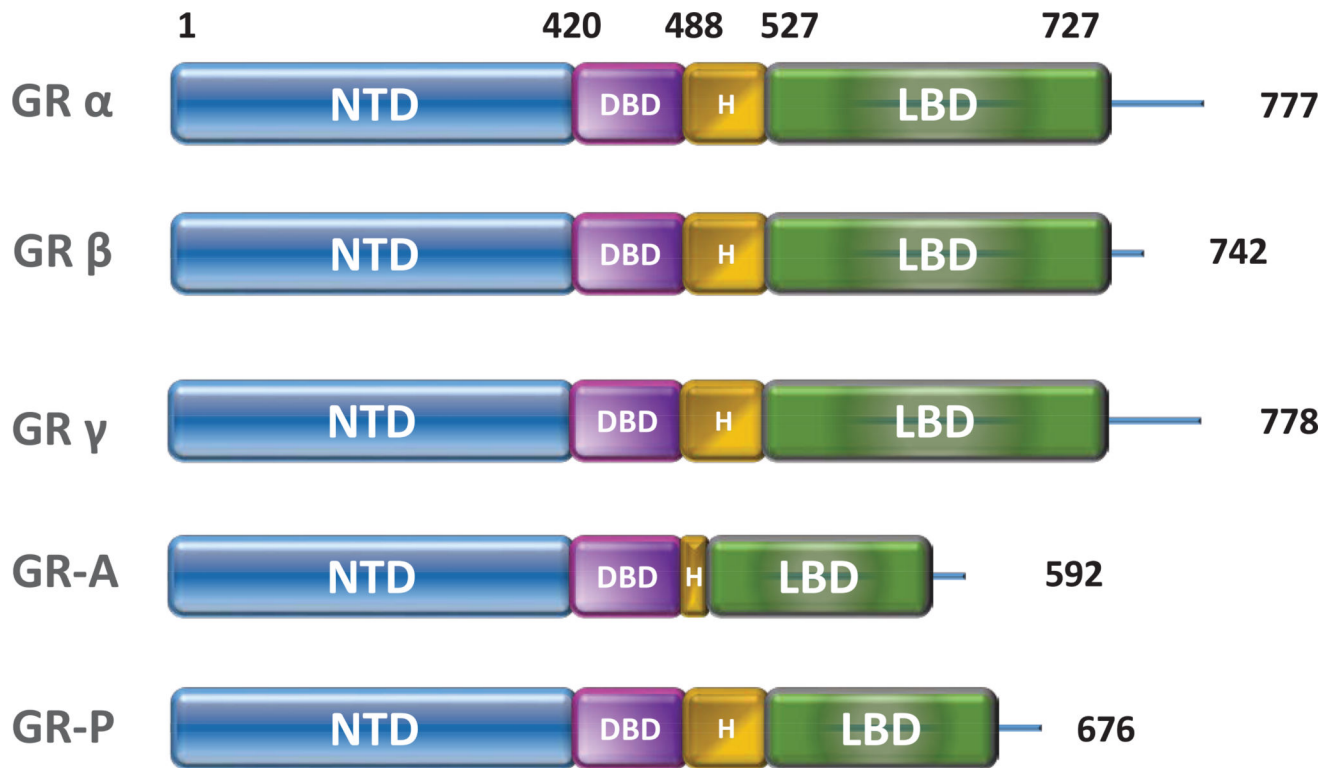 1 420 488 527 727
GR α NTD DBD H LBD 777
GR β NTD DBD H LBD 742
GR γ NTD DBD H LBD 778
GR-A NTD DBD H LBD 592
GR-P NTD DBD H LBD 676